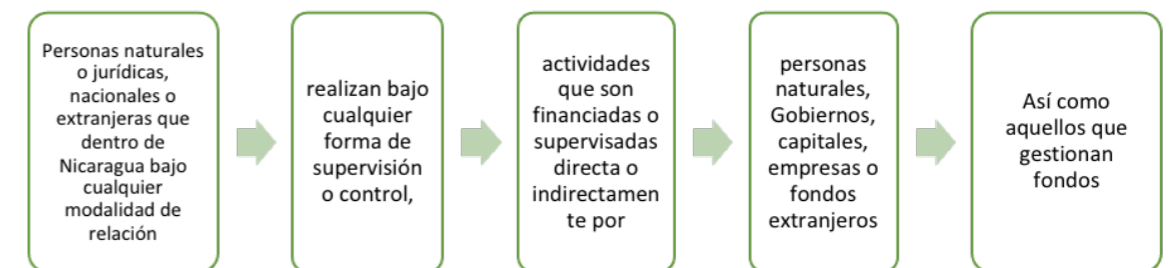 Personas naturales
o jurídicas,
nacionales o
extranjeras que
dentro de
Nicaragua bajo
cualquier
modalidad de
relación
realizan bajo
cualquier
forma de
supervisión
o control,
actividades
que son
financiadas o
supervisadas
directa o
indirectamen
te por
personas
naturales,
Gobiernos,
capitales,
empresas o
fondos
extranjeros
Así como
aquellos que
gestionan
fondos